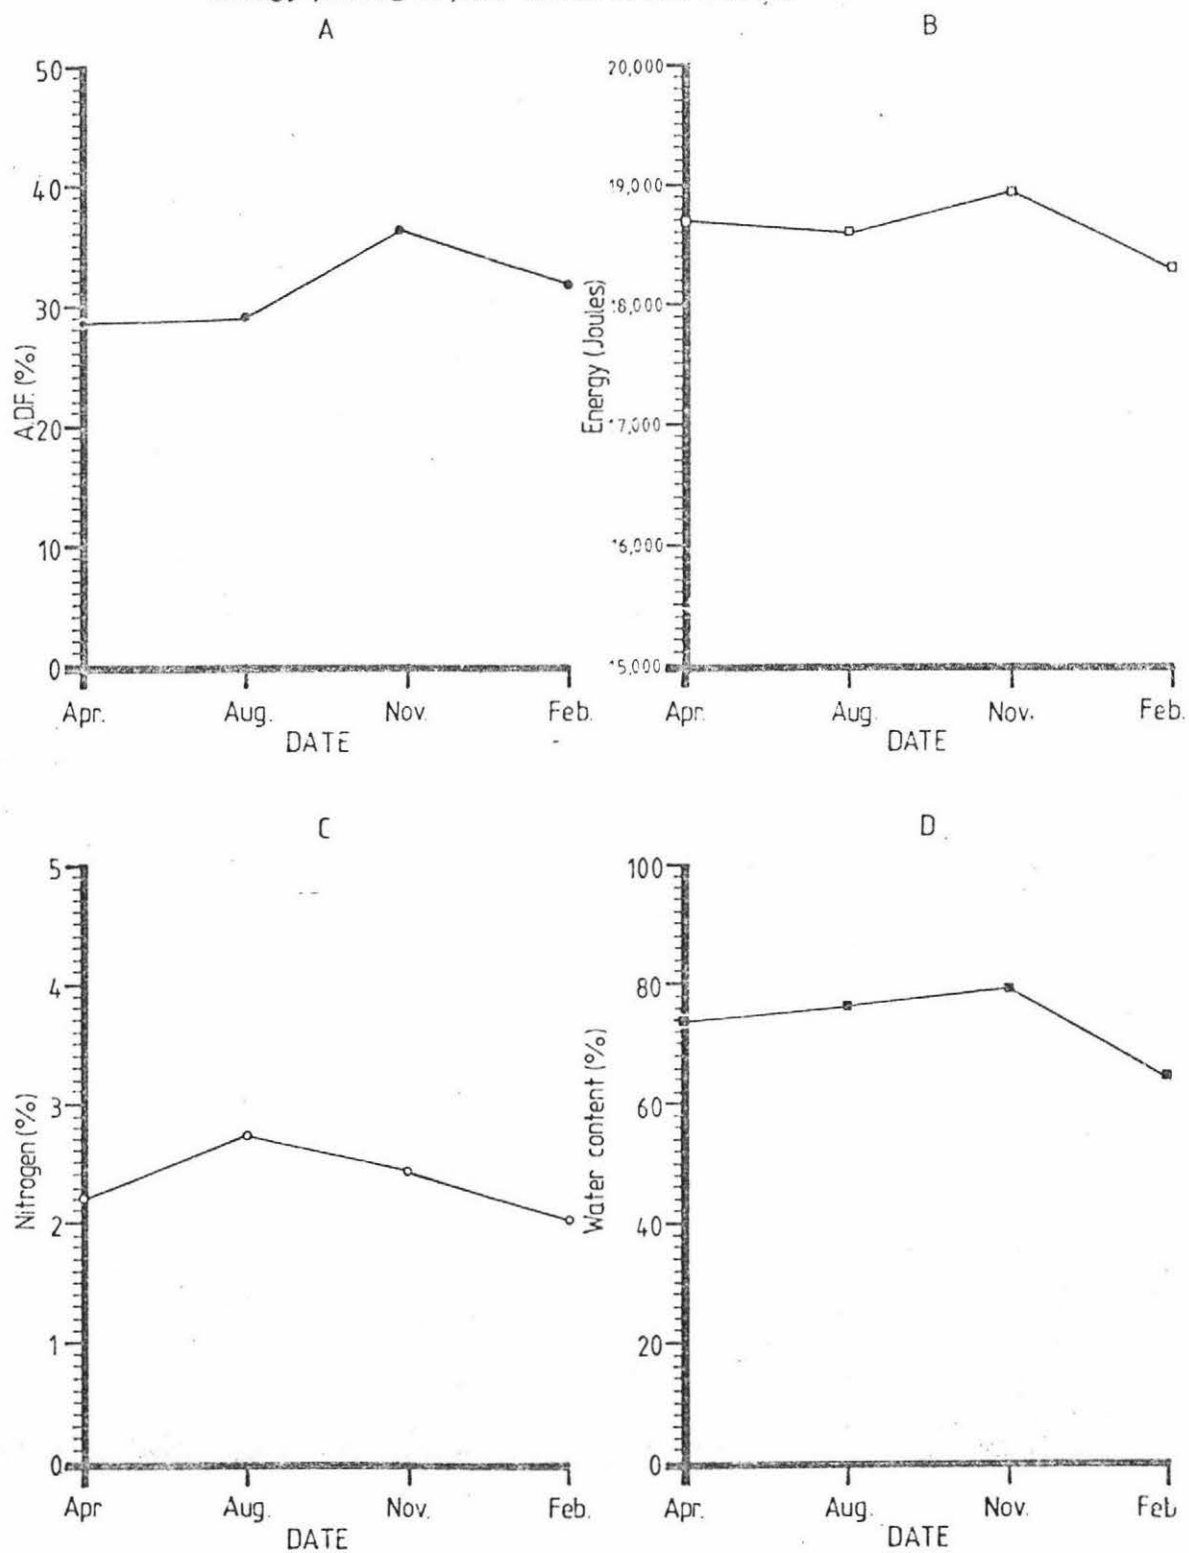 A
50
40
30
20
10
0
A.D.F. (%)
Apr. Aug. Nov. Feb.
DATE
B
20,000
19,000
18,000
17,000
16,000
15,000
Energy (Joules)
Apr. Aug. Nov. Feb.
DATE
C
5
4
3
2
1
0
Nitrogen (%)
Apr Aug. Nov. Feb.
DATE
D
100
80
60
40
20
0
Water content (%)
Apr. Aug. Nov. Feb
DATE